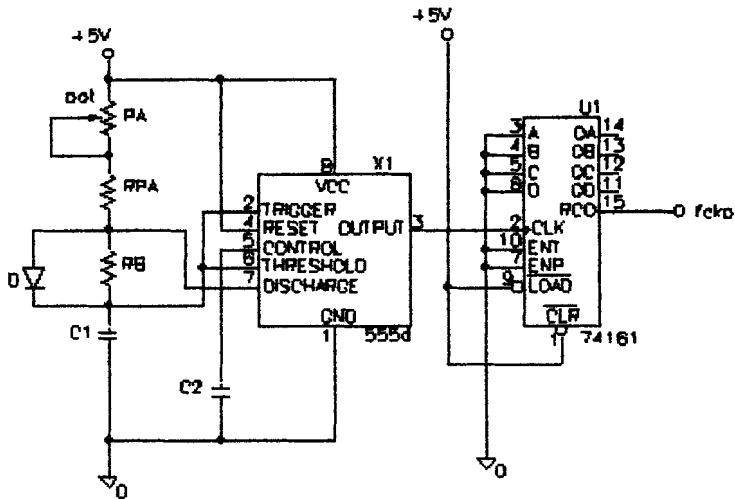 +5V
pot
PA
RPA
RB
D
C1
C2
0
X1
8
VCC
2 TRIGGER
4 RESET
5 CONTROL
6 THRESHOLD
7 DISCHARGE
OUTPUT 3
GND
1
555d
+5V
U1
3 A QA 14
4 B QB 13
5 C QC 12
6 D QD 11
RCO 15
fckp
2 CLK
10 ENT
7 ENP
9 LOAD
CLR
1
74161
0